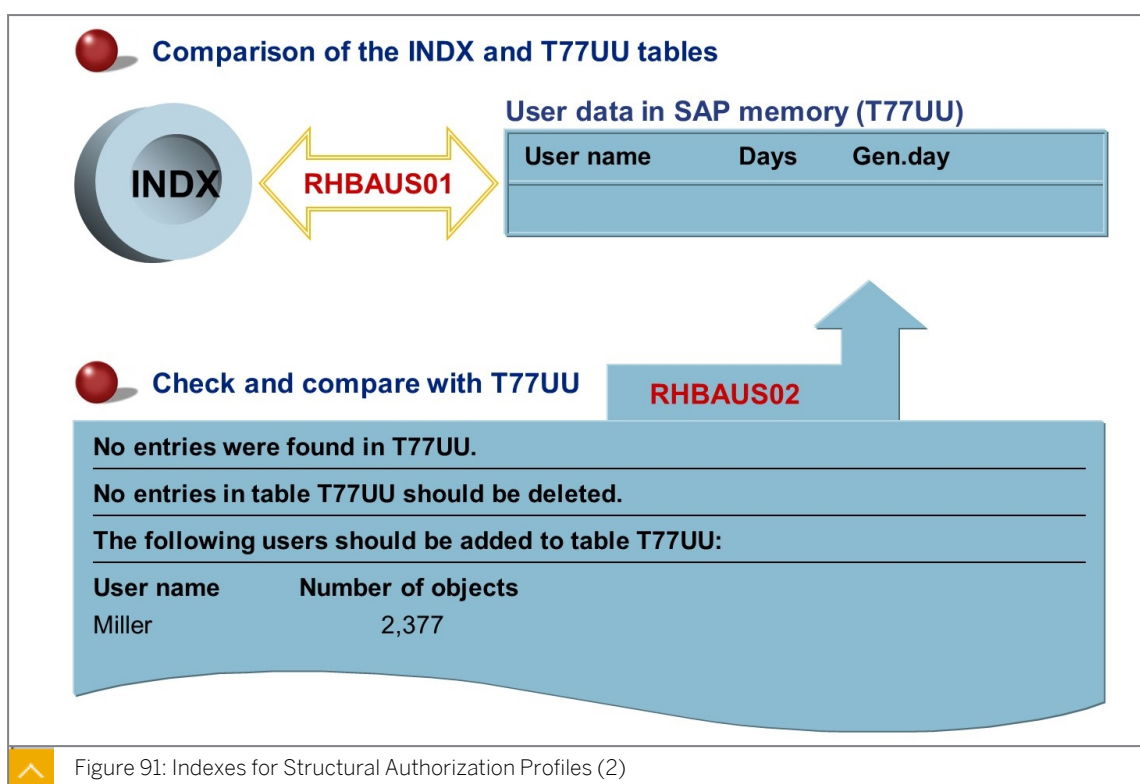 Comparison of the INDX and T77UU tables
User data in SAP memory (T77UU)
User name Days Gen.day
INDX
RHBAUS01
Check and compare with T77UU
RHBAUS02
No entries were found in T77UU.
No entries in table T77UU should be deleted.
The following users should be added to table T77UU:
User name Number of objects
Miller 2,377
Figure 91: Indexes for Structural Authorization Profiles (2)